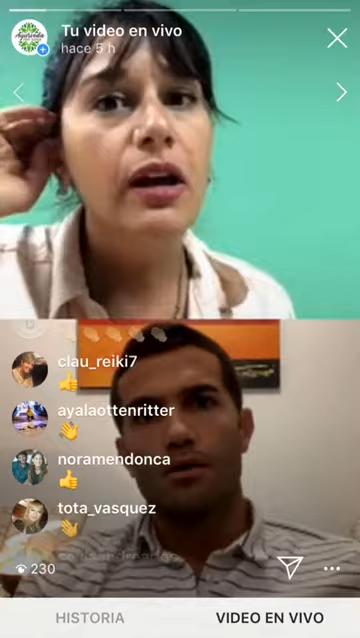 Tu video en vivo
hace 5 h
👏🏼👏🏼👏🏼👏🏼
clau_reiki7
👍
ayalaottenritter
👋
noramendonca
👍
tota_vasquez
👋
230
HISTORIA
VIDEO EN VIVO